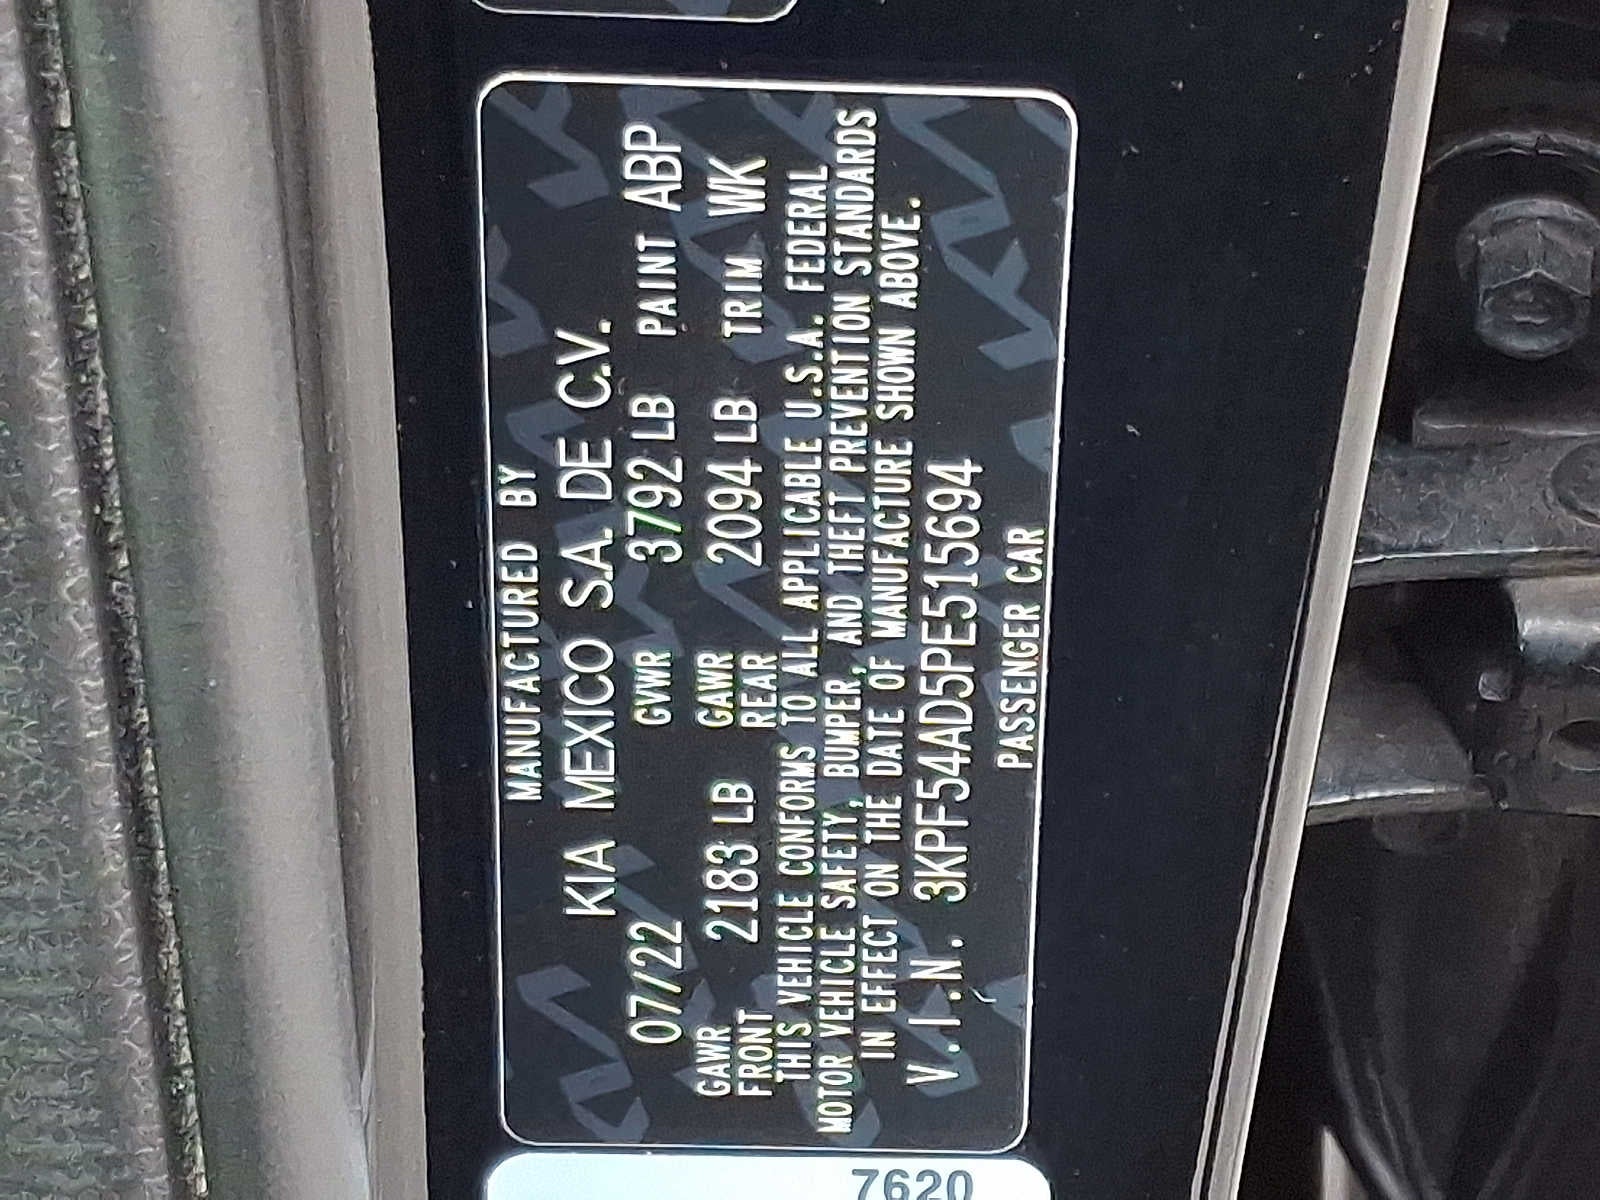 MANUFACTURED BY
KIA MEXICO S.A. DE C.V.
07/22 GVWR 3792 LB PAINT ABP
GAWR FRONT 2183 LB GAWR REAR 2094 LB TRIM WK
THIS VEHICLE CONFORMS TO ALL APPLICABLE U.S.A. FEDERAL
MOTOR VEHICLE SAFETY, BUMPER, AND THEFT PREVENTION STANDARDS
IN EFFECT ON THE DATE OF MANUFACTURE SHOWN ABOVE.
V.I.N. 3KPF54AD5PE515694
PASSENGER CAR
7620